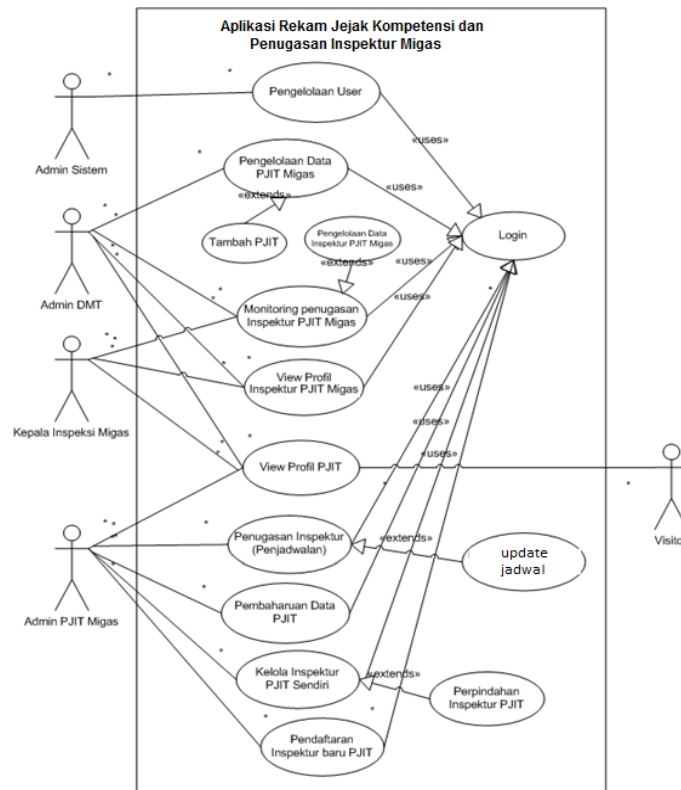 Aplikasi Rekam Jejak Kompetensi dan
Penugasan Inspektur Migas
Pengelolaan User
Admin Sistem
«uses»
Pengelolaan Data
PJIT Migas
«uses»
«extends»
Tambah PJIT
Pengelolaan Data
Inspektur PJIT Migas
«extends»
«uses»
«uses»
Login
Admin DMT
Monitoring penugasan
Inspektur PJIT Migas
View Profil
Inspektur PJIT Migas
Kepala Inspeksi Migas
«uses»
«uses»
«uses»
View Profil PJIT
Visito
Penugasan Inspektur
(Penjadwalan)
«extends»
update
jadwal
Admin PJIT Migas
Pembaharuan Data
PJIT
Kelola Inspektur
PJIT Sendiri
«extends»
Perpindahan
Inspektur PJIT
Pendaftaran
Inspektur baru PJIT